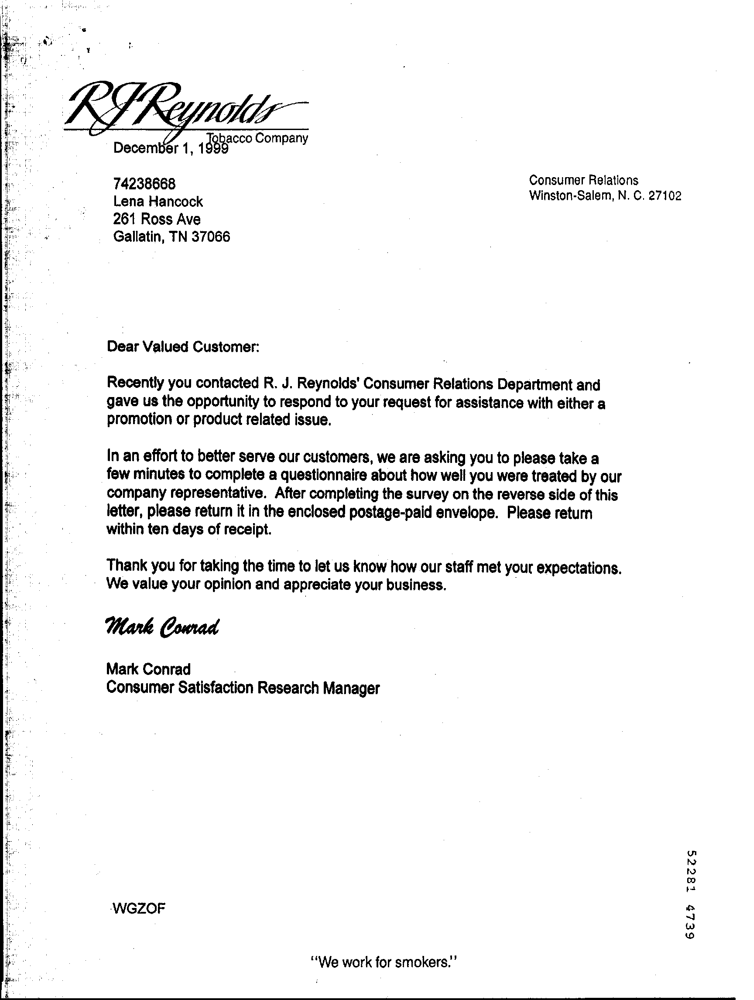 RJReynolds
Tobacco Company
December 1, 1999
74238668
Lena Hancock
261 Ross Ave
Gallatin, TN 37066
Consumer Relations
Winston-Salem, N. C. 27102
Dear Valued Customer:
Recently you contacted R. J. Reynolds' Consumer Relations Department and
gave us the opportunity to respond to your request for assistance with either a
promotion or product related issue.
In an effort to better serve our customers, we are asking you to please take a
few minutes to complete a questionnaire about how well you were treated by our
company representative.  After completing the survey on the reverse side of this
letter, please return it in the enclosed postage-paid envelope.  Please return
within ten days of receipt.
Thank you for taking the time to let us know how our staff met your expectations.
We value your opinion and appreciate your business.
Mark Conrad
Mark Conrad
Consumer Satisfaction Research Manager
52281 4739
WGZOF
"We work for smokers."